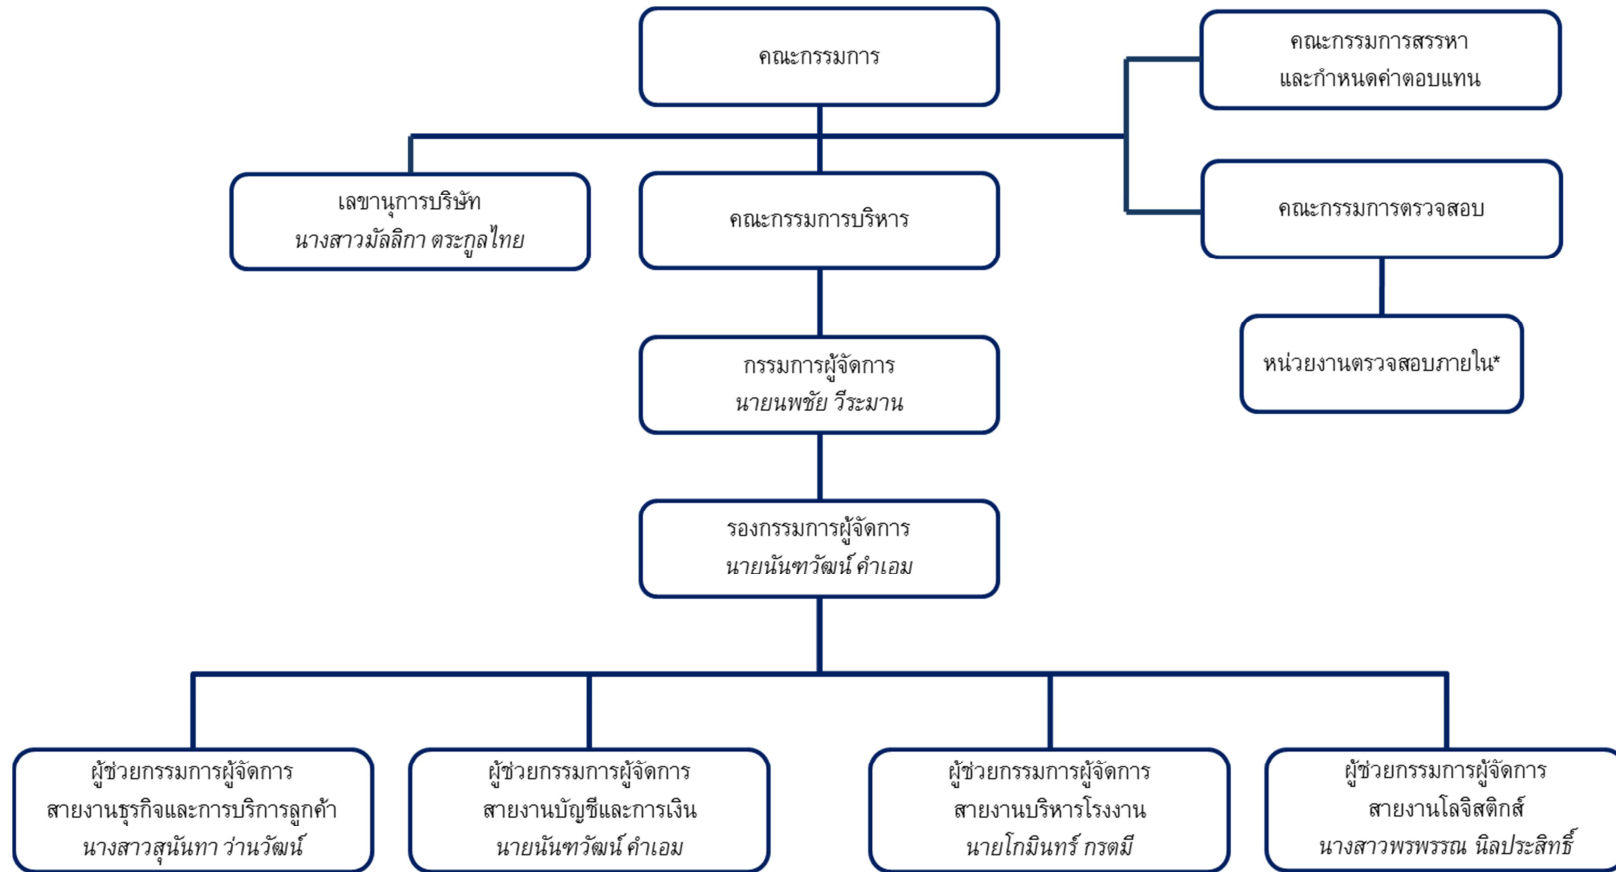 คณะกรรมการ
คณะกรรมการสรรหา
และกำหนดค่าตอบแทน
เลขานุการบริษัท
นางสาวมัลลิกา ตระกูลไทย
คณะกรรมการบริหาร
คณะกรรมการตรวจสอบ
กรรมการผู้จัดการ
นายนพชัย วีระมาน
หน่วยงานตรวจสอบภายใน*
รองกรรมการผู้จัดการ
นายนันฑวัฒน์ คำเอม
ผู้ช่วยกรรมการผู้จัดการ
สายงานธุรกิจและการบริการลูกค้า
นางสาวสุนันทา ว่านวัฒน์
ผู้ช่วยกรรมการผู้จัดการ
สายงานบัญชีและการเงิน
นายนันฑวัฒน์ คำเอม
ผู้ช่วยกรรมการผู้จัดการ
สายงานบริหารโรงงาน
นายโกมินทร์ กรตมี
ผู้ช่วยกรรมการผู้จัดการ
สายงานโลจิสติกส์
นางสาวพรพรรณ นิลประสิทธิ์